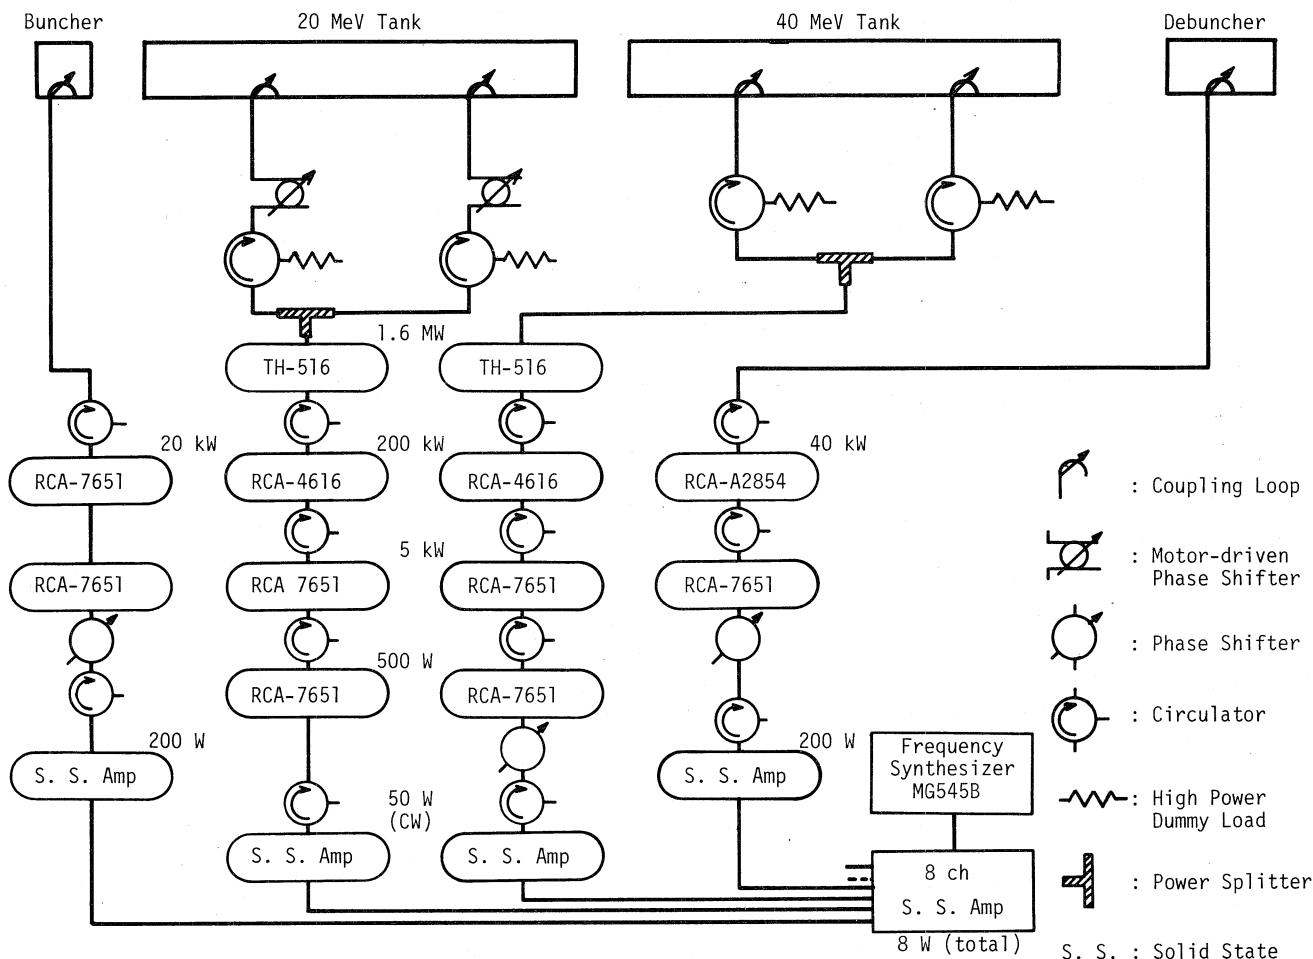 Buncher
20 MeV Tank
40 MeV Tank
Debuncher
1.6 MW
TH-516
TH-516
20 kW
200 kW
40 kW
RCA-7651
RCA-4616
RCA-4616
RCA-A2854
: Coupling Loop
5 kW
RCA-7651
RCA 7651
RCA-7651
RCA-7651
: Motor-driven
Phase Shifter
: Phase Shifter
500 W
RCA-7651
RCA-7651
: Circulator
200 W
200 W
S. S. Amp
S. S. Amp
Frequency
Synthesizer
MG545B
50 W
(CW)
: High Power
Dummy Load
S. S. Amp
S. S. Amp
8 ch
S. S. Amp
8 W (total)
: Power Splitter
S. S. : Solid State